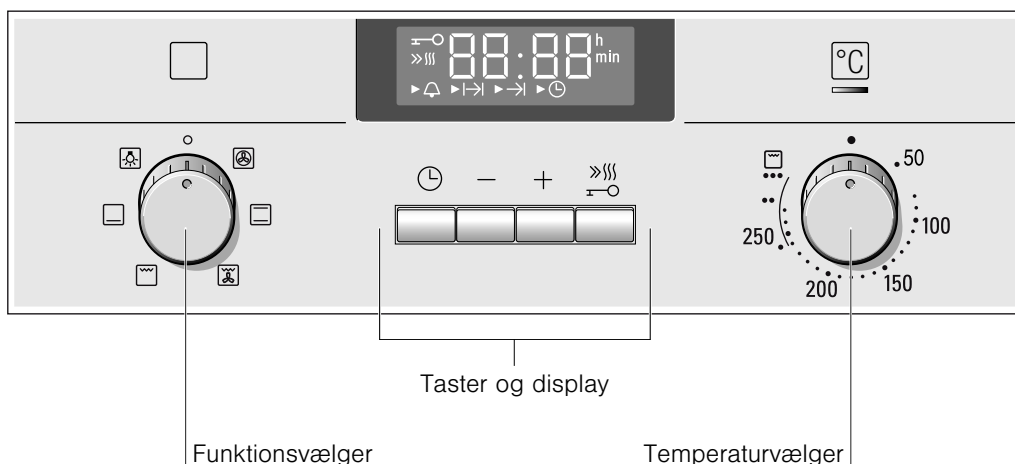 88:88 h
min
°C
50
100
150
200
250
Taster og display
Funktionsvælger
Temperaturvælger